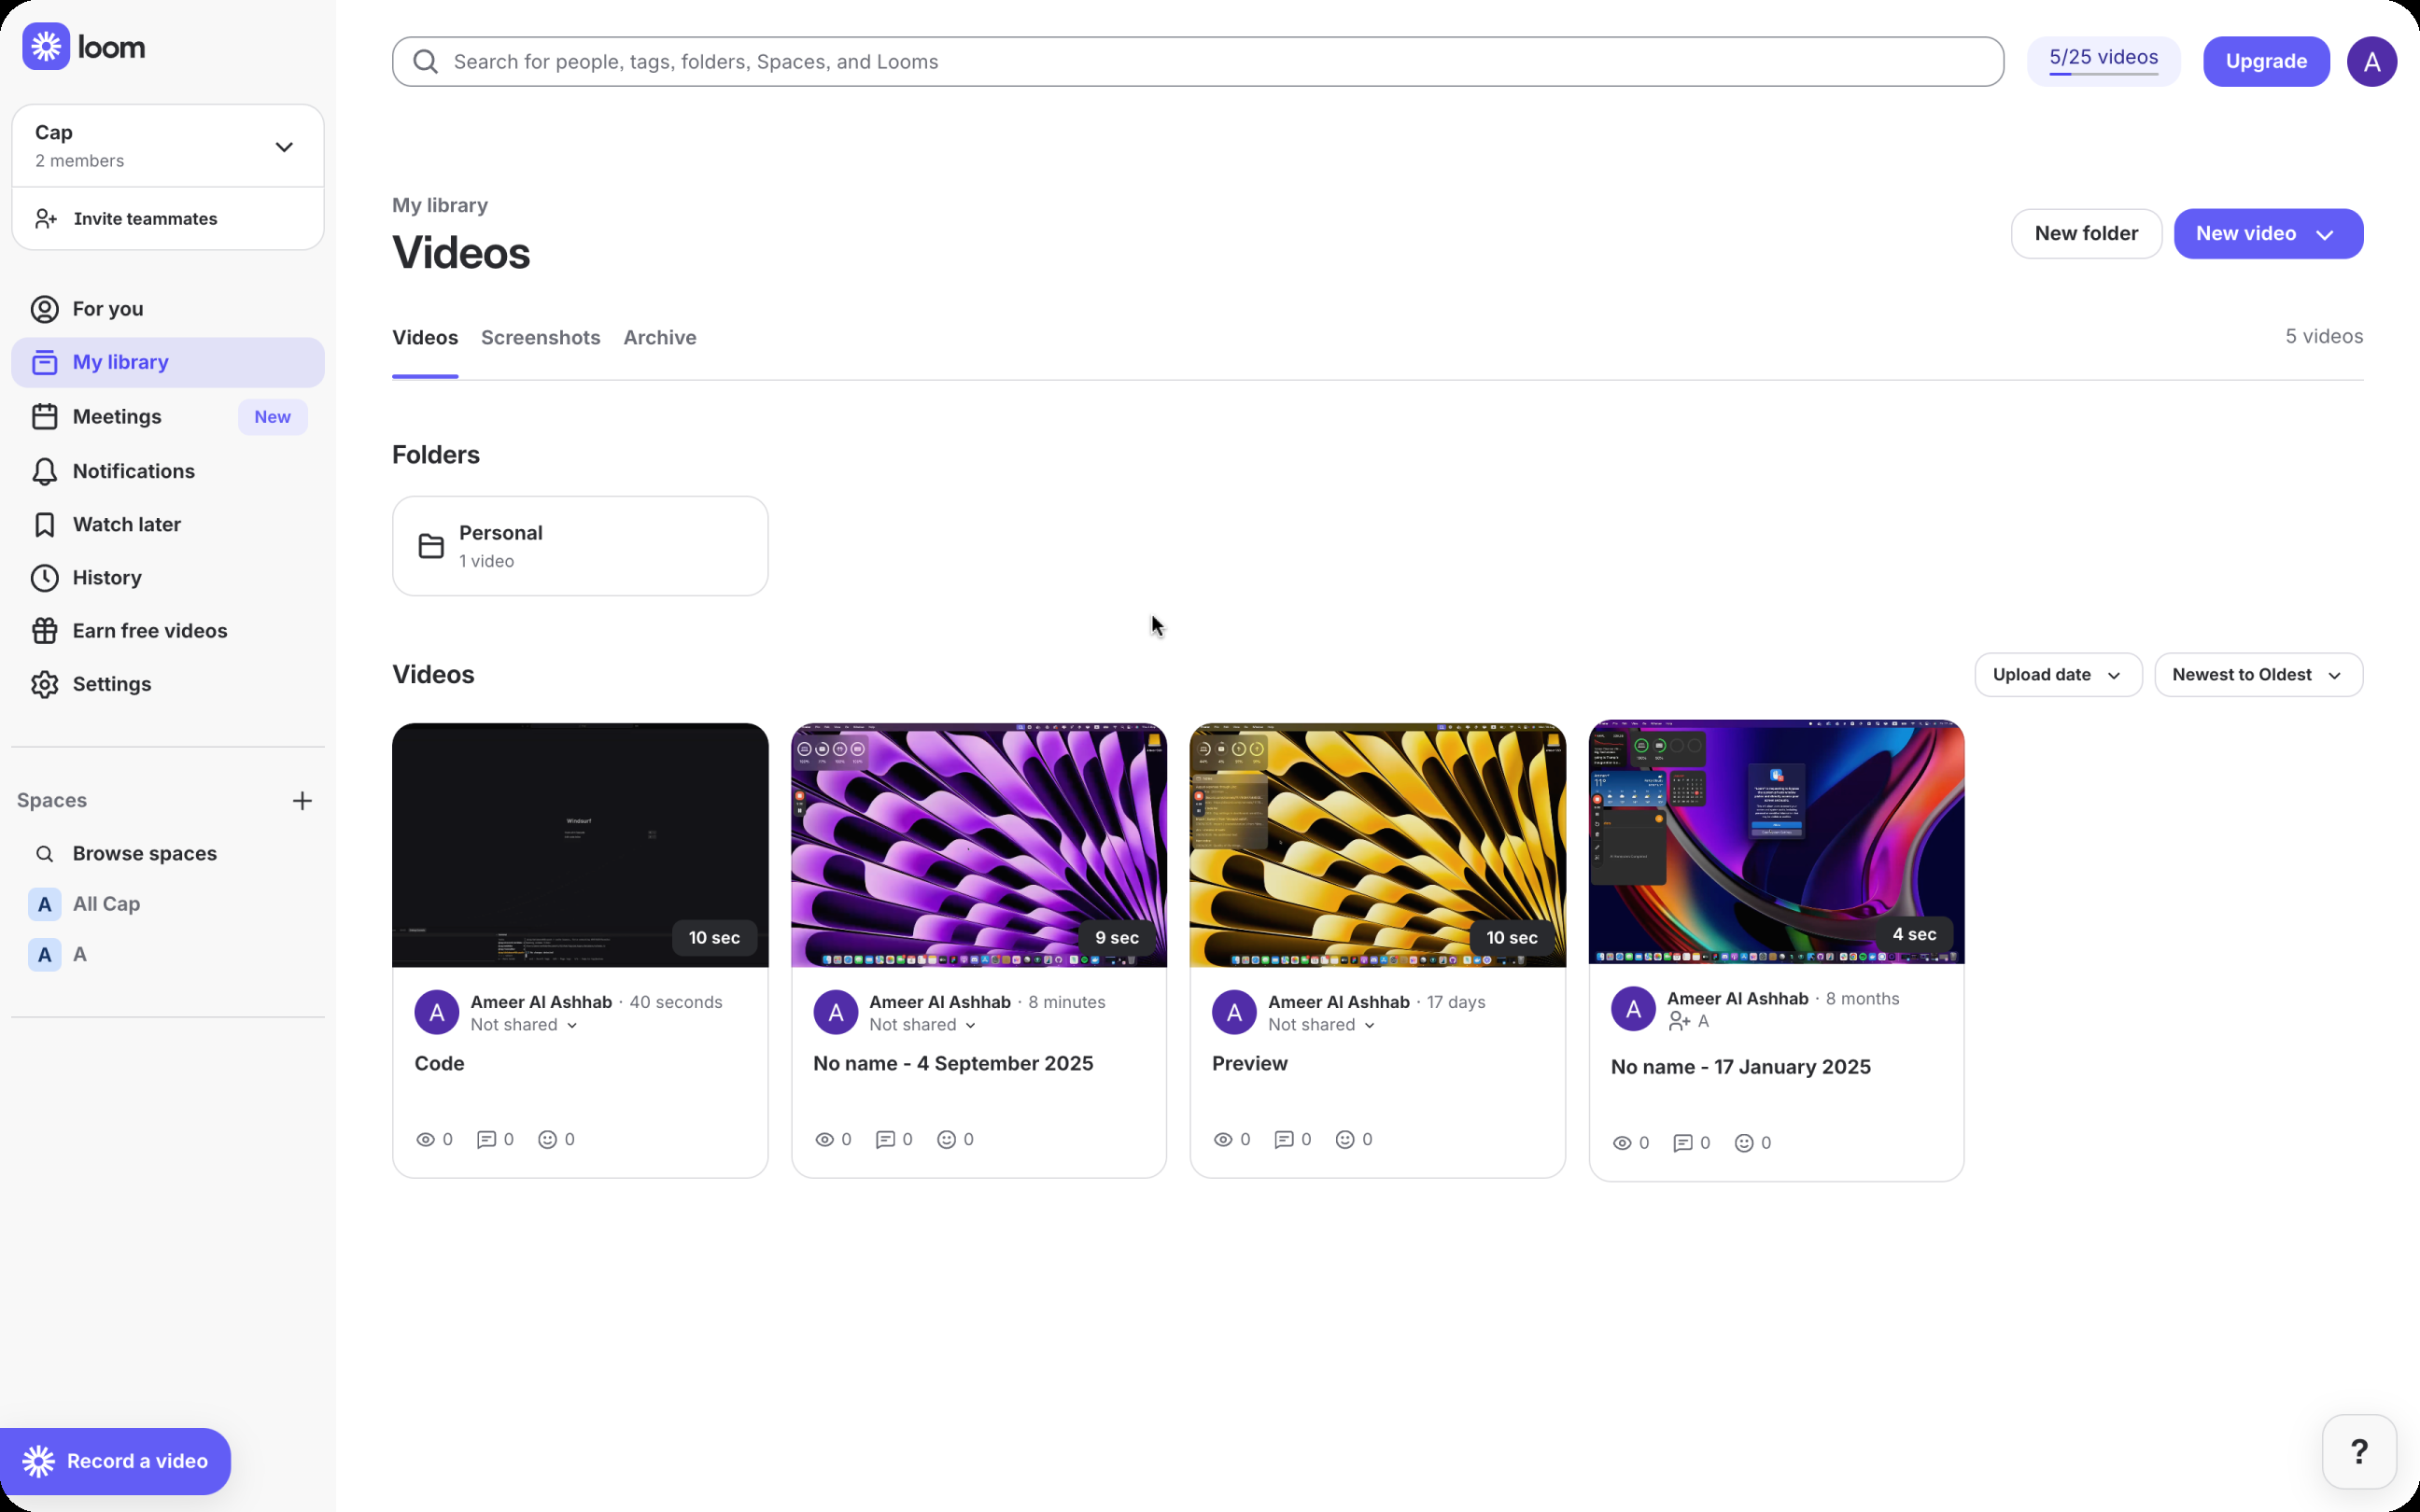 loom
Search for people, tags, folders, Spaces, and Looms
5/25 videos
Upgrade
A
Cap
2 members
Invite teammates
For you
My library
Meetings
New
Notifications
Watch later
History
Earn free videos
Settings
Spaces
Browse spaces
A All Cap
A A
Record a video
My library
Videos
New folder
New video
Videos
Screenshots
Archive
5 videos
Folders
Personal
1 video
Videos
Upload date
Newest to Oldest
Windsurf
10 sec
A
Ameer Al Ashhab · 40 seconds
Not shared
Code
0 0 0
9 sec
A
Ameer Al Ashhab · 8 minutes
Not shared
No name - 4 September 2025
0 0 0
10 sec
A
Ameer Al Ashhab · 17 days
Not shared
Preview
0 0 0
4 sec
A
Ameer Al Ashhab · 8 months
A
No name - 17 January 2025
0 0 0
?